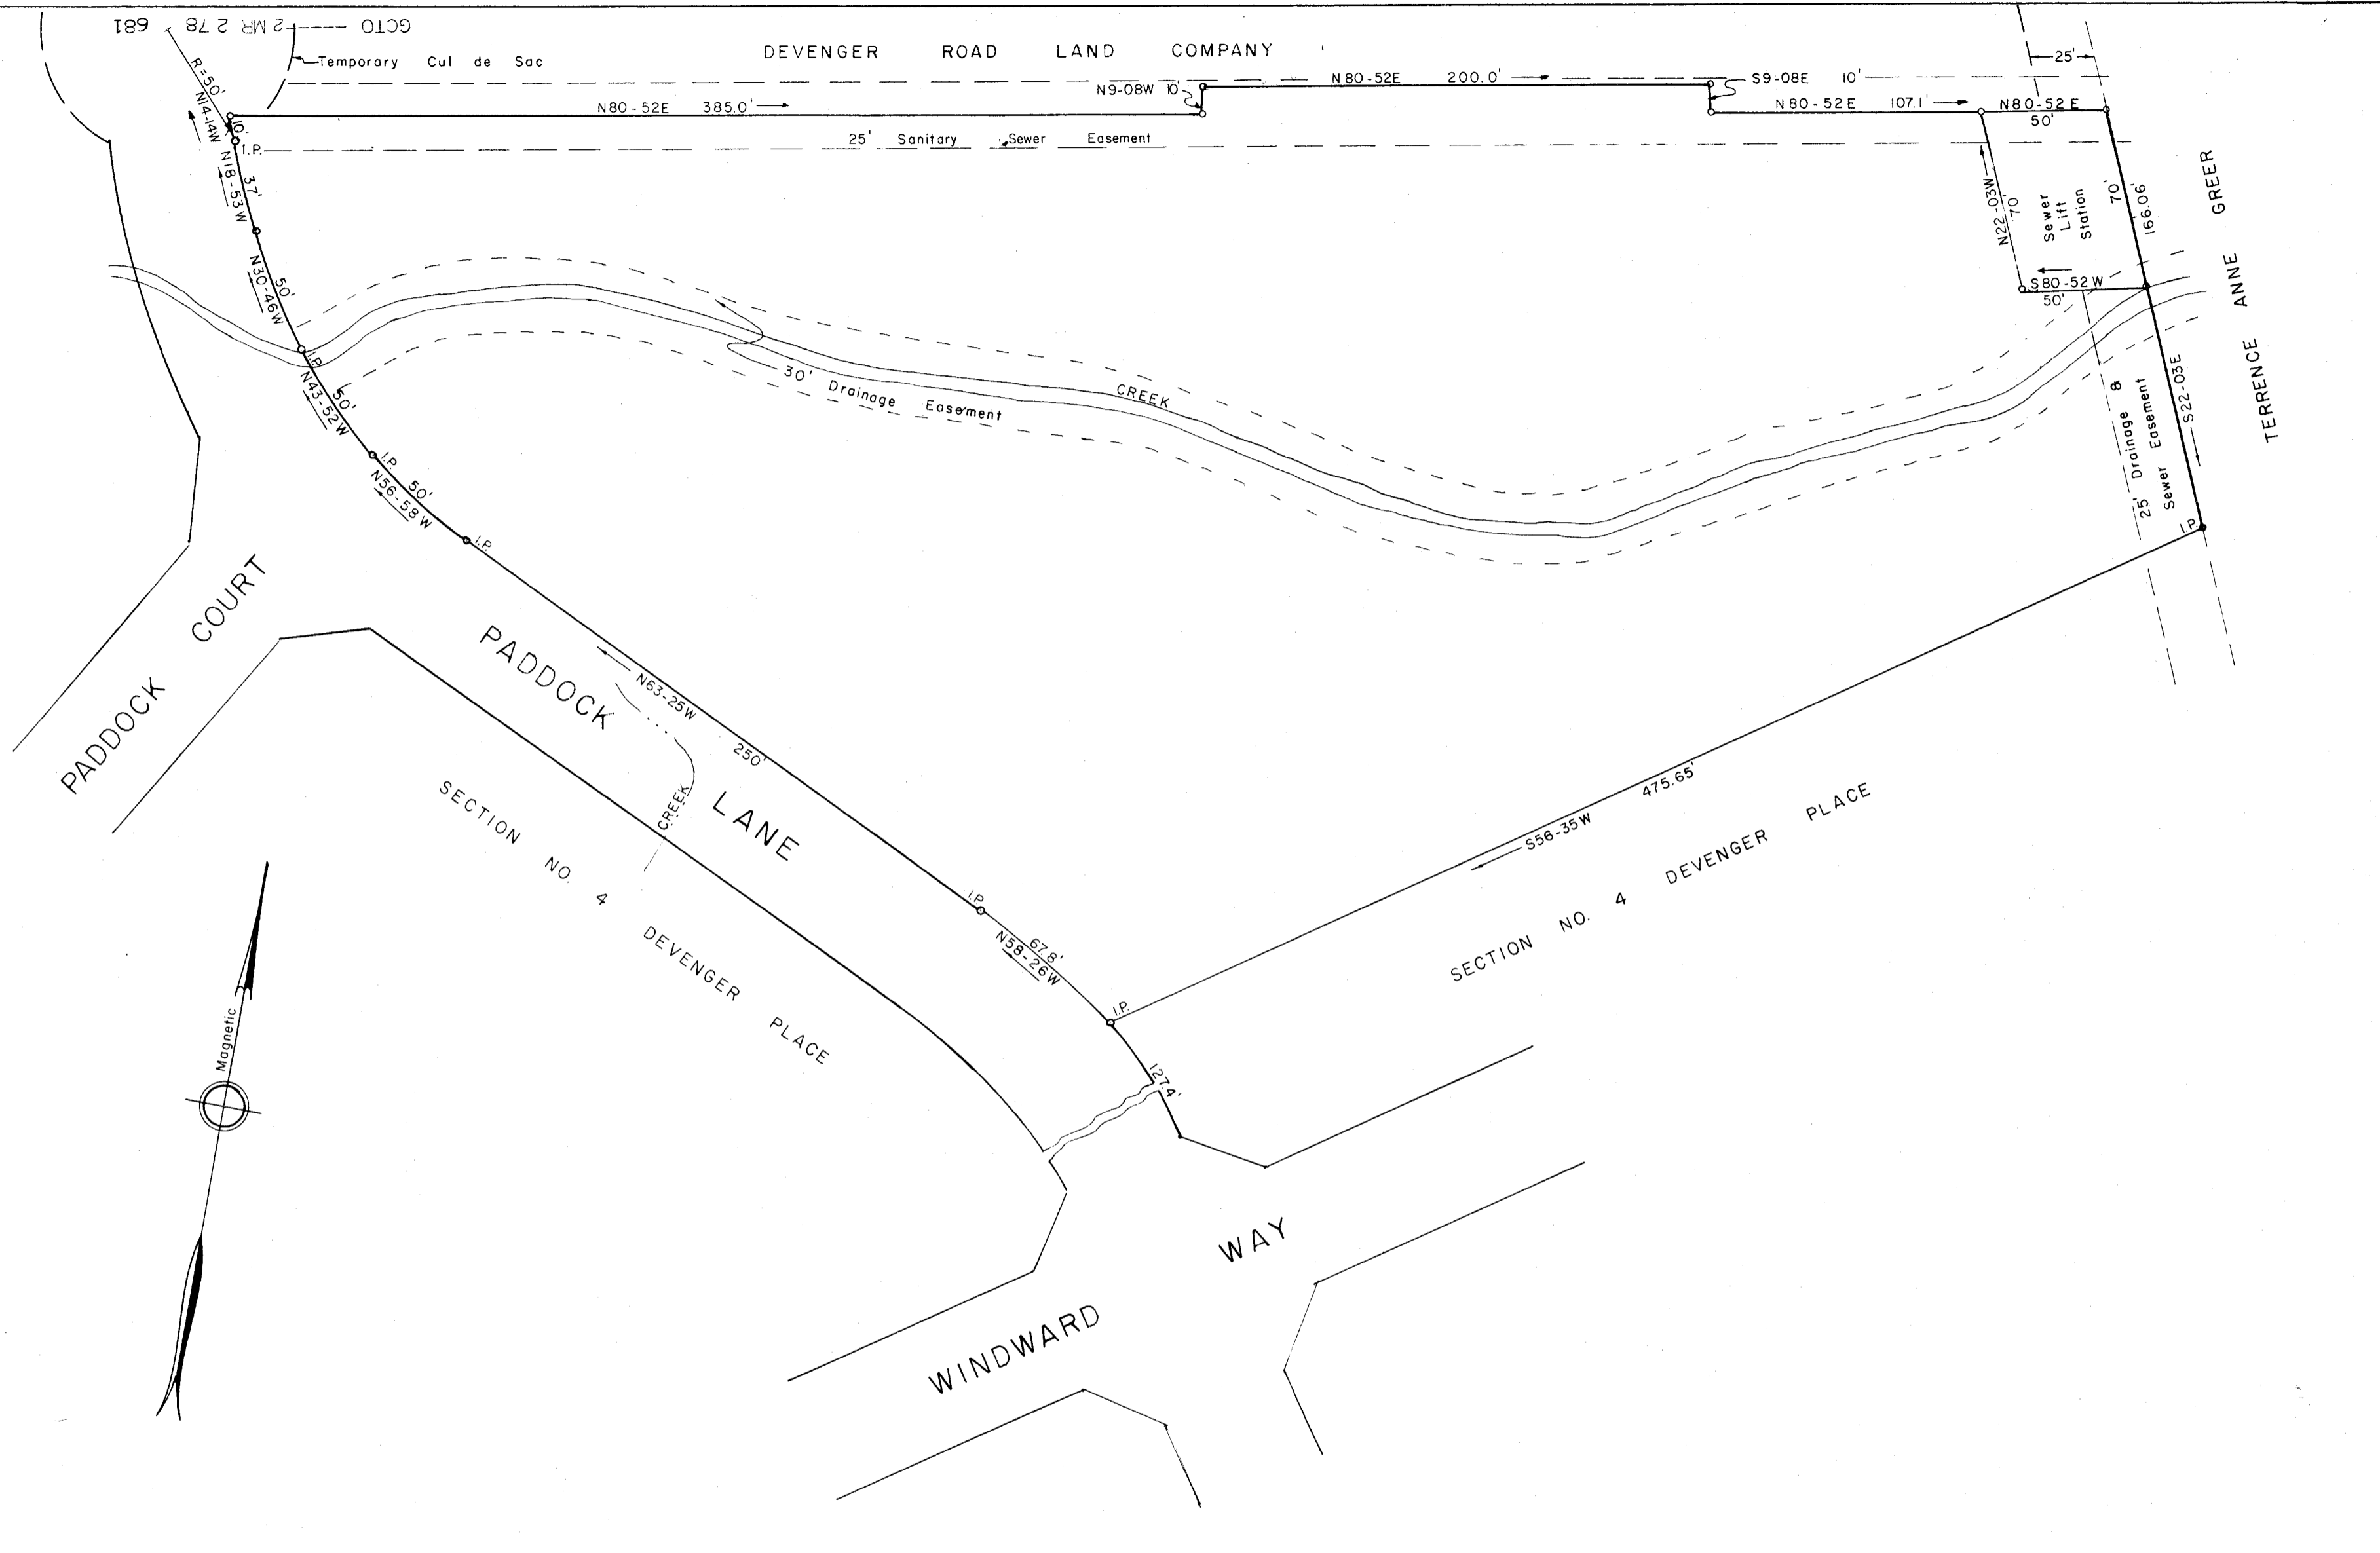 GCTO ----2 MR 2 78 681
R=50'
Temporary Cul de Sac
DEVENGER ROAD LAND COMPANY
N80-52E 385.0'
N9-08W 10'
N80-52E 200.0'
S9-08E 10'
N80-52E 107.1'
N80-52E
50'
25'
N14-14W
10'
I.P.
25' Sanitary Sewer Easement
N18-53W
37'
N30-46W
50'
I.P.
N43-52W
50'
I.P.
N56-58W
50'
I.P.
30' Drainage Easement
CREEK
N22-03W
70'
Sewer
Lift
Station
70'
166.06'
S80-52W
50'
S22-03E
25' Drainage &
Sewer Easement
I.P.
TERRENCE ANNE GREER
PADDOCK COURT
PADDOCK LANE
N63-25W
250'
CREEK
SECTION NO. 4 DEVENGER PLACE
I.P.
67.8'
N58-26W
I.P.
127.4'
475.65'
S56-35W
SECTION NO. 4 DEVENGER PLACE
Magnetic
WINDWARD WAY